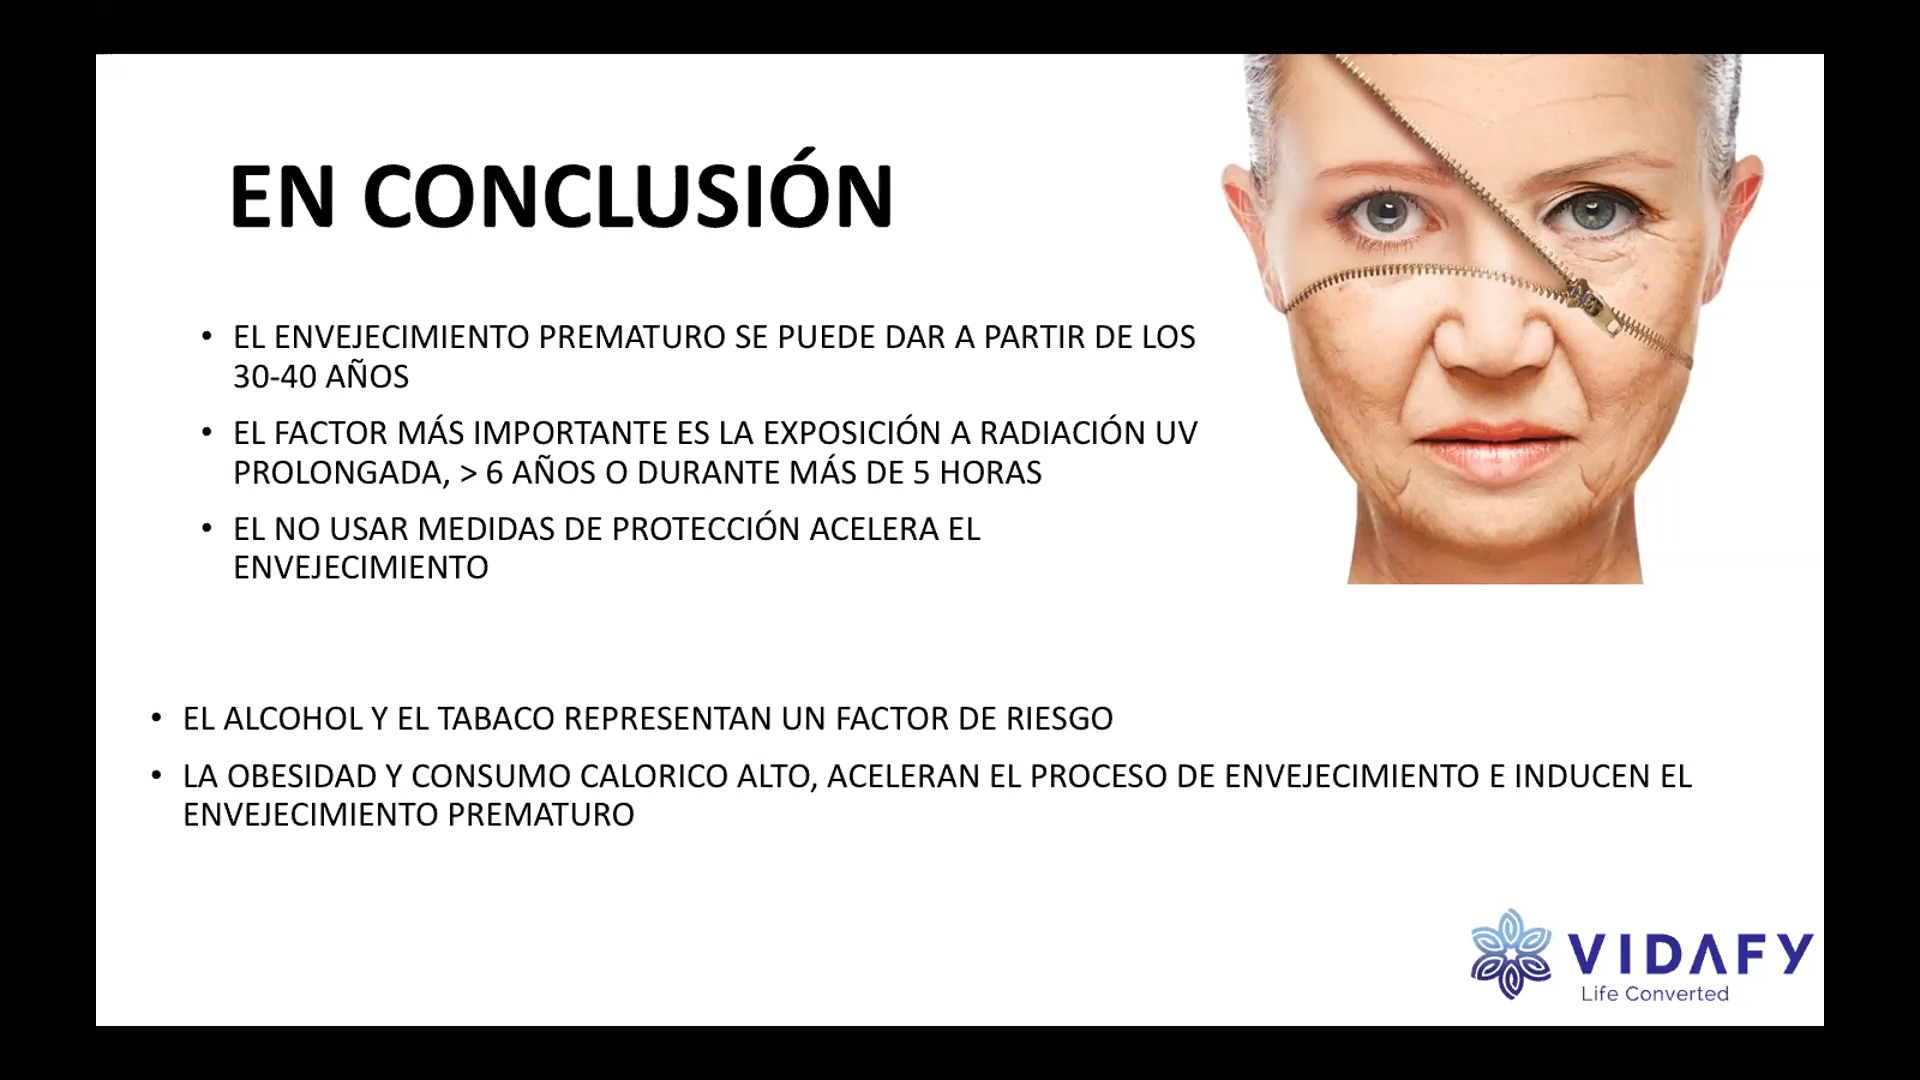 EN CONCLUSIÓN
• EL ENVEJECIMIENTO PREMATURO SE PUEDE DAR A PARTIR DE LOS
30-40 AÑOS
• EL FACTOR MÁS IMPORTANTE ES LA EXPOSICIÓN A RADIACIÓN UV
PROLONGADA, > 6 AÑOS O DURANTE MÁS DE 5 HORAS
• EL NO USAR MEDIDAS DE PROTECCIÓN ACELERA EL
ENVEJECIMIENTO
• EL ALCOHOL Y EL TABACO REPRESENTAN UN FACTOR DE RIESGO
• LA OBESIDAD Y CONSUMO CALORICO ALTO, ACELERAN EL PROCESO DE ENVEJECIMIENTO E INDUCEN EL
ENVEJECIMIENTO PREMATURO
VIDAFY
Life Converted